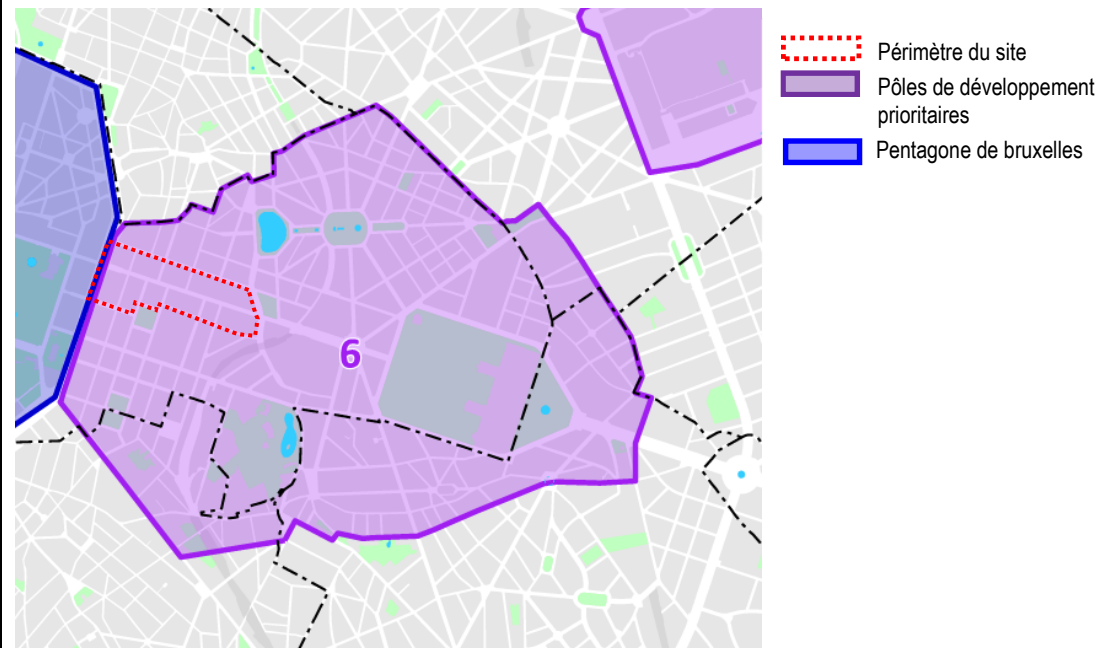 Périmètre du site
Pôles de développement
prioritaires
Pentagone de bruxelles
6